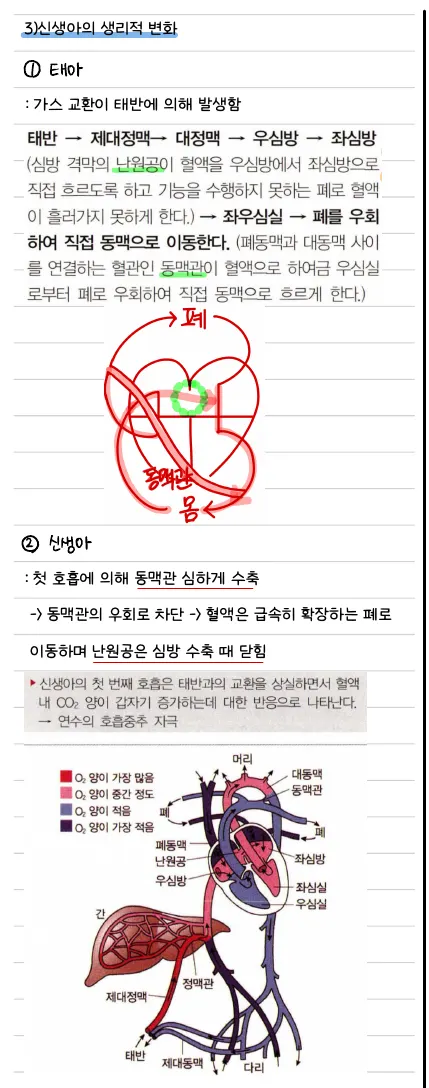 3)신생아의 생리적 변화
① 태아
: 가스 교환이 태반에 의해 발생함
태반 → 제대정맥→ 대정맥 → 우심방 → 좌심방
(심방 격막의 난원공이 혈액을 우심방에서 좌심방으로
직접 흐르도록 하고 기능을 수행하지 못하는 폐로 혈액
이 흘러가지 못하게 한다.) → 좌우심실 → 폐를 우회
하여 직접 동맥으로 이동한다. (폐동맥과 대동맥 사이
를 연결하는 혈관인 동맥관이 혈액으로 하여금 우심실
로부터 폐로 우회하여 직접 동맥으로 흐르게 한다.)
폐
동맥관
몸
② 신생아
: 첫 호흡에 의해 동맥관 심하게 수축
-> 동맥관의 우회로 차단 -> 혈액은 급속히 확장하는 폐로
이동하며 난원공은 심방 수축 때 닫힘
▶ 신생아의 첫 번째 호흡은 태반과의 교환을 상실하면서 혈액
내 CO₂ 양이 갑자기 증가하는데 대한 반응으로 나타난다.
→ 연수의 호흡중추 자극
머리
O₂ 양이 가장 많음
O₂ 양이 중간 정도
O₂ 양이 적음
O₂ 양이 가장 적음
대동맥
동맥관
폐
폐
폐동맥
난원공
우심방
좌심방
좌심실
우심실
간
정맥관
제대정맥
태반
제대동맥
다리